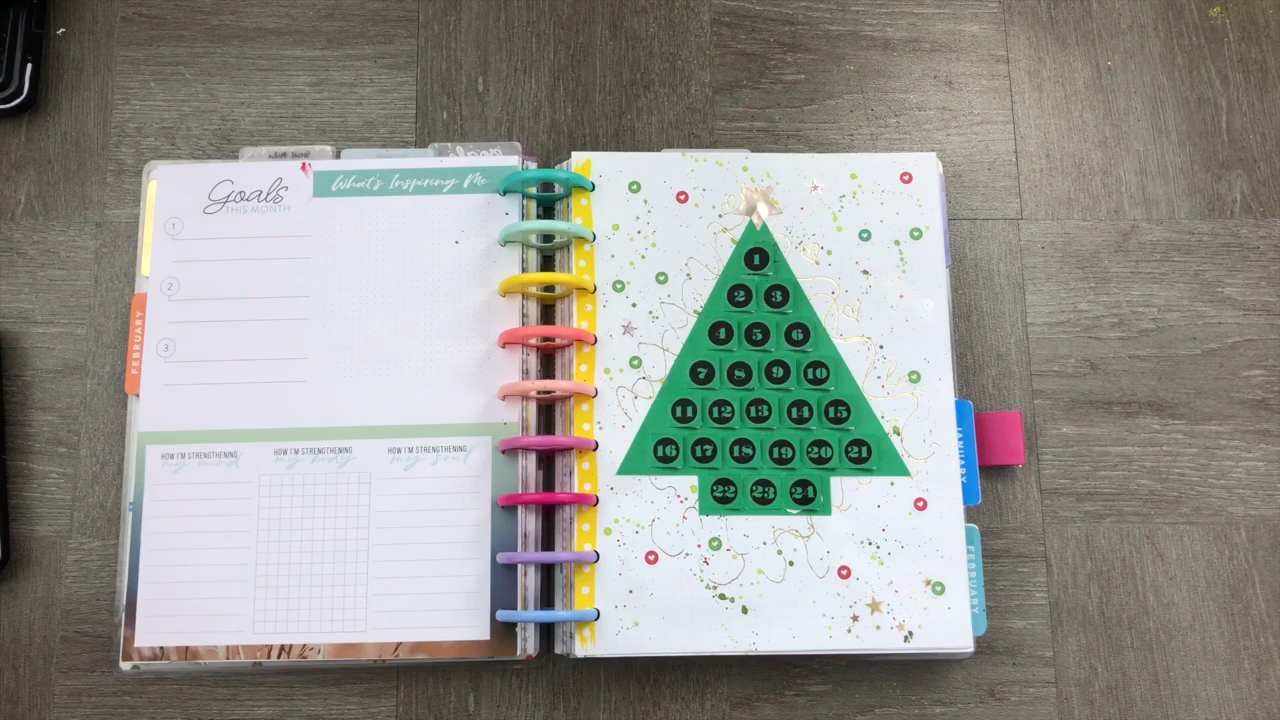 goals
Goals
THIS MONTH
What's Inspiring Me
1
2
3
FEBRUARY
HOW I'M STRENGTHENING
my mind
HOW I'M STRENGTHENING
my body
HOW I'M STRENGTHENING
my soul
1
2 3
4 5 6
7 8 9 10
11 12 13 14 15
16 17 18 19 20 21
22 23 24
JANUARY
FEBRUARY